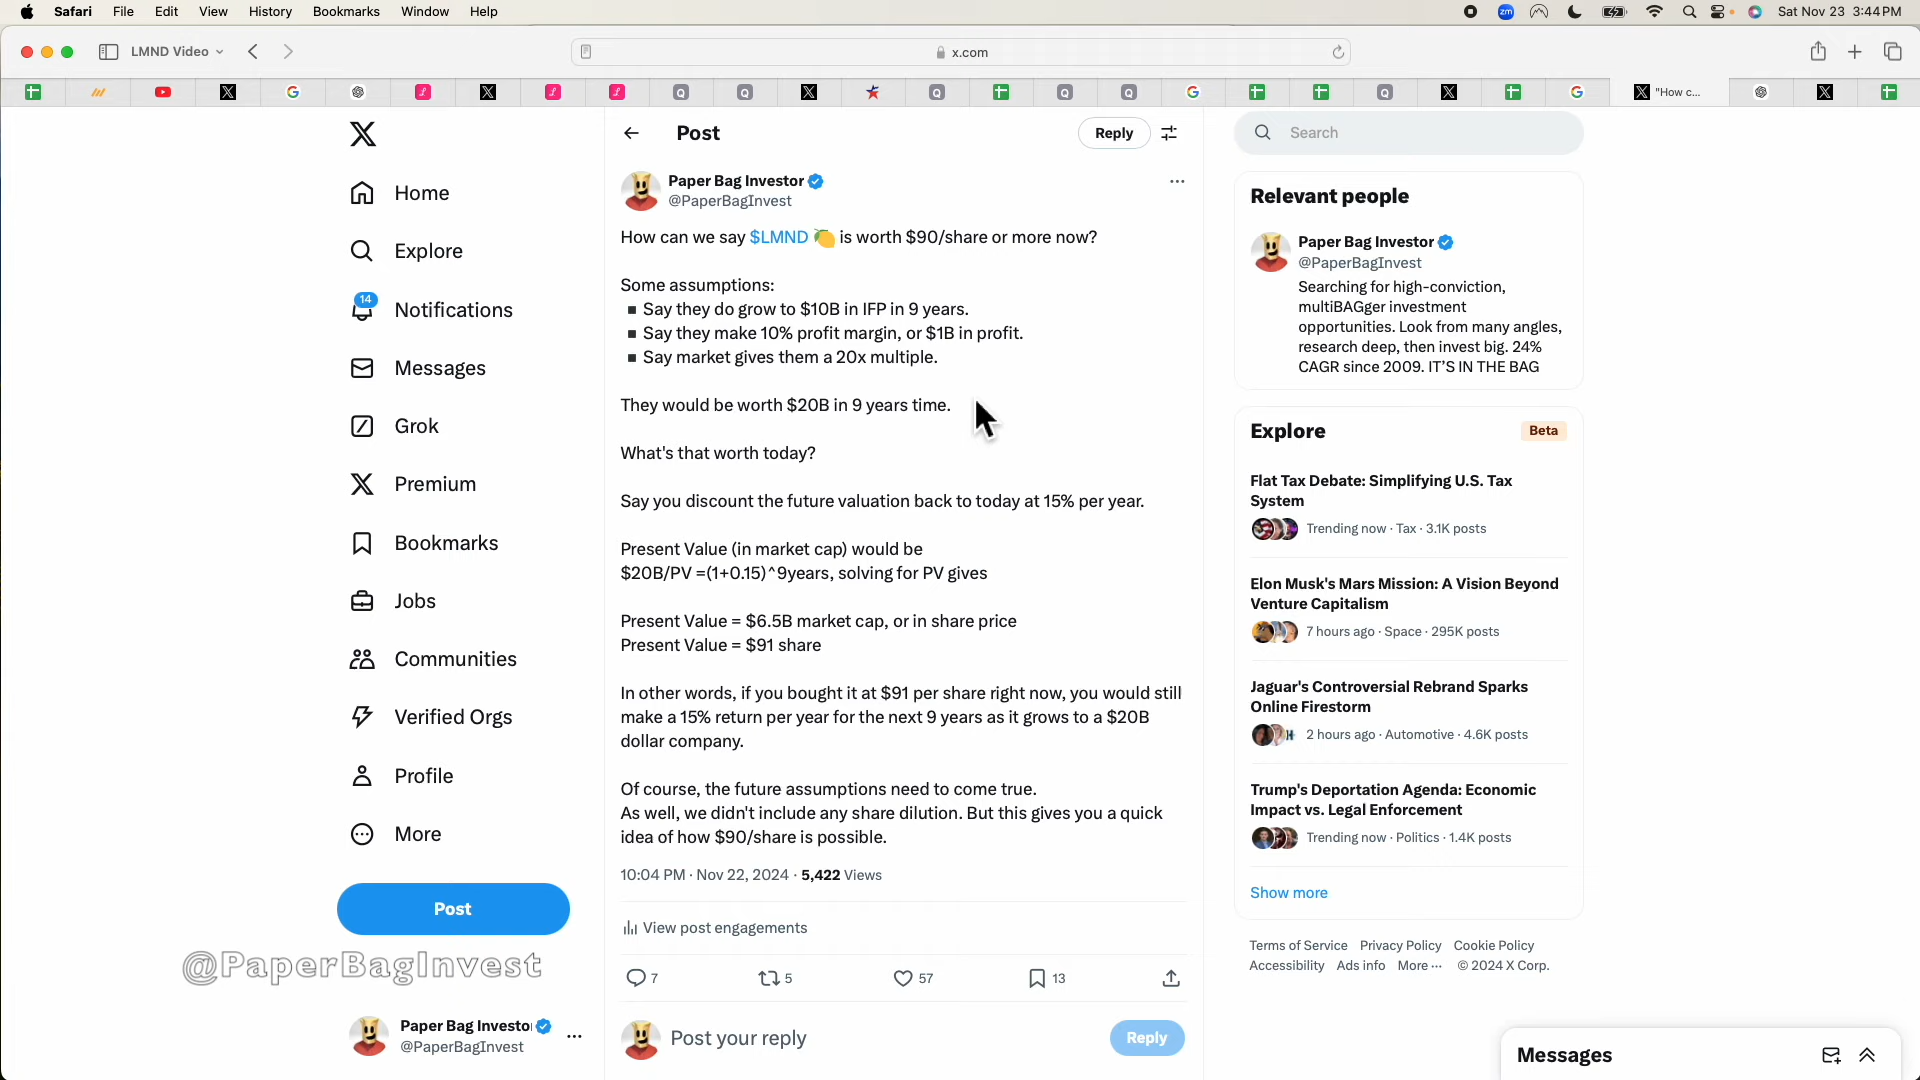 Safari File Edit View History Bookmarks Window Help
zm
Sat Nov 23 3:44 PM
LMND Video
x.com
"How c...
Post
Reply
Search
Home
Explore
14
Notifications
Messages
Grok
Premium
Bookmarks
Jobs
Communities
Verified Orgs
Profile
More
Post
@PaperBagInvest
Paper Bag Investo
@PaperBagInvest
Paper Bag Investor
@PaperBagInvest
How can we say $LMND 🍋 is worth $90/share or more now?
Some assumptions:
▪ Say they do grow to $10B in IFP in 9 years.
▪ Say they make 10% profit margin, or $1B in profit.
▪ Say market gives them a 20x multiple.
They would be worth $20B in 9 years time.
What's that worth today?
Say you discount the future valuation back to today at 15% per year.
Present Value (in market cap) would be
$20B/PV =(1+0.15)^9years, solving for PV gives
Present Value = $6.5B market cap, or in share price
Present Value = $91 share
In other words, if you bought it at $91 per share right now, you would still
make a 15% return per year for the next 9 years as it grows to a $20B
dollar company.
Of course, the future assumptions need to come true.
As well, we didn't include any share dilution. But this gives you a quick
idea of how $90/share is possible.
10:04 PM · Nov 22, 2024 · 5,422 Views
View post engagements
7 5 57 13
Post your reply
Reply
Relevant people
Paper Bag Investor
@PaperBagInvest
Searching for high-conviction,
multiBAGger investment
opportunities. Look from many angles,
research deep, then invest big. 24%
CAGR since 2009. IT'S IN THE BAG
Explore
Beta
Flat Tax Debate: Simplifying U.S. Tax
System
Trending now · Tax · 3.1K posts
Elon Musk's Mars Mission: A Vision Beyond
Venture Capitalism
7 hours ago · Space · 295K posts
Jaguar's Controversial Rebrand Sparks
Online Firestorm
2 hours ago · Automotive · 4.6K posts
Trump's Deportation Agenda: Economic
Impact vs. Legal Enforcement
Trending now · Politics · 1.4K posts
Show more
Terms of Service Privacy Policy Cookie Policy
Accessibility Ads info More ··· © 2024 X Corp.
Messages